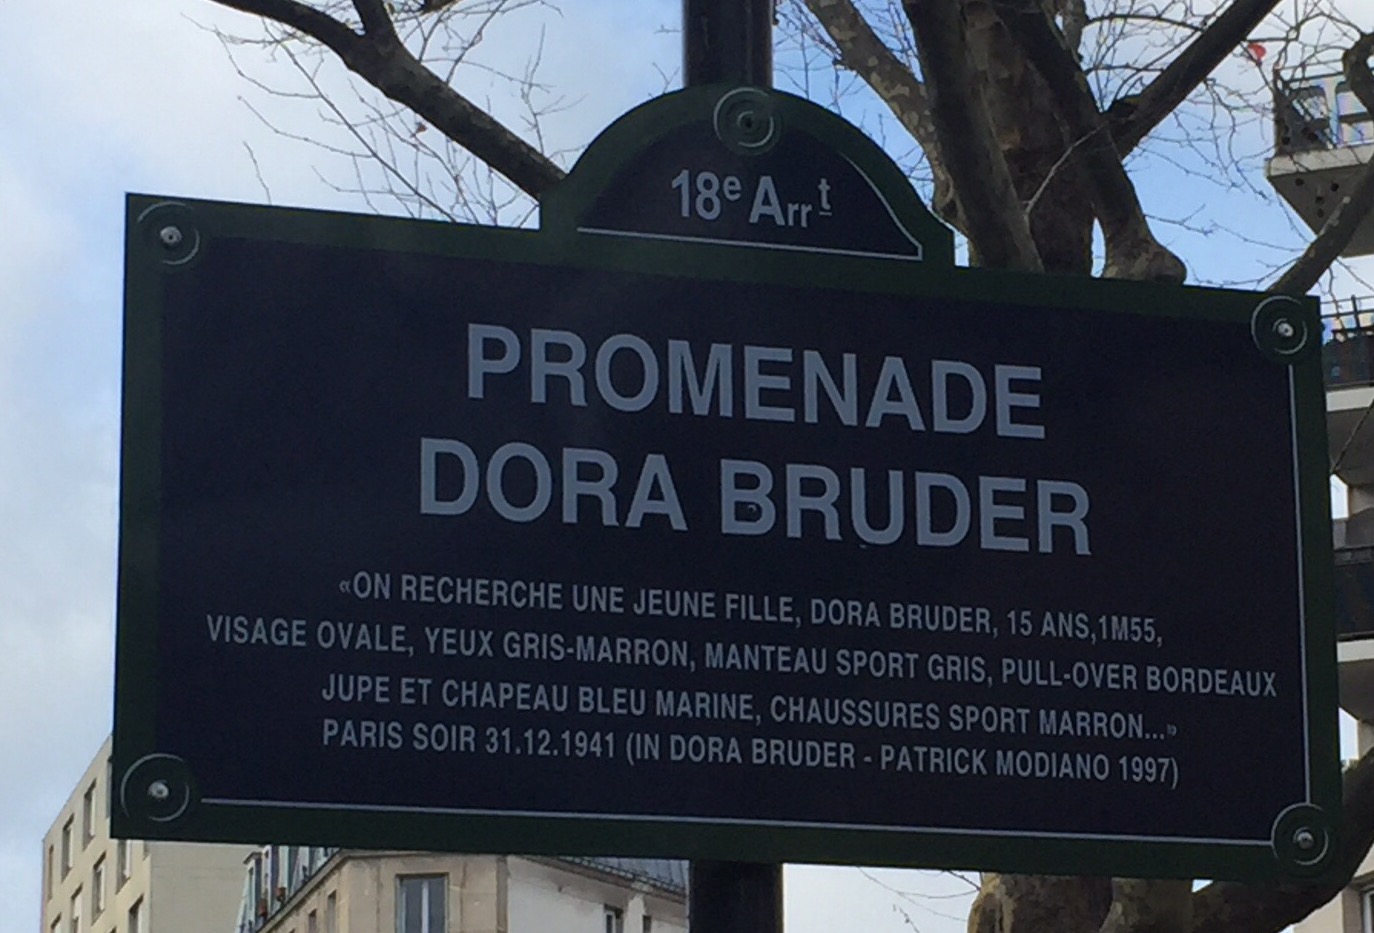 18e Arrt
PROMENADE
DORA BRUDER
«ON RECHERCHE UNE JEUNE FILLE, DORA BRUDER, 15 ANS,1M55,
VISAGE OVALE, YEUX GRIS-MARRON, MANTEAU SPORT GRIS, PULL-OVER BORDEAUX
JUPE ET CHAPEAU BLEU MARINE, CHAUSSURES SPORT MARRON...»
PARIS SOIR 31.12.1941 (IN DORA BRUDER - PATRICK MODIANO 1997)